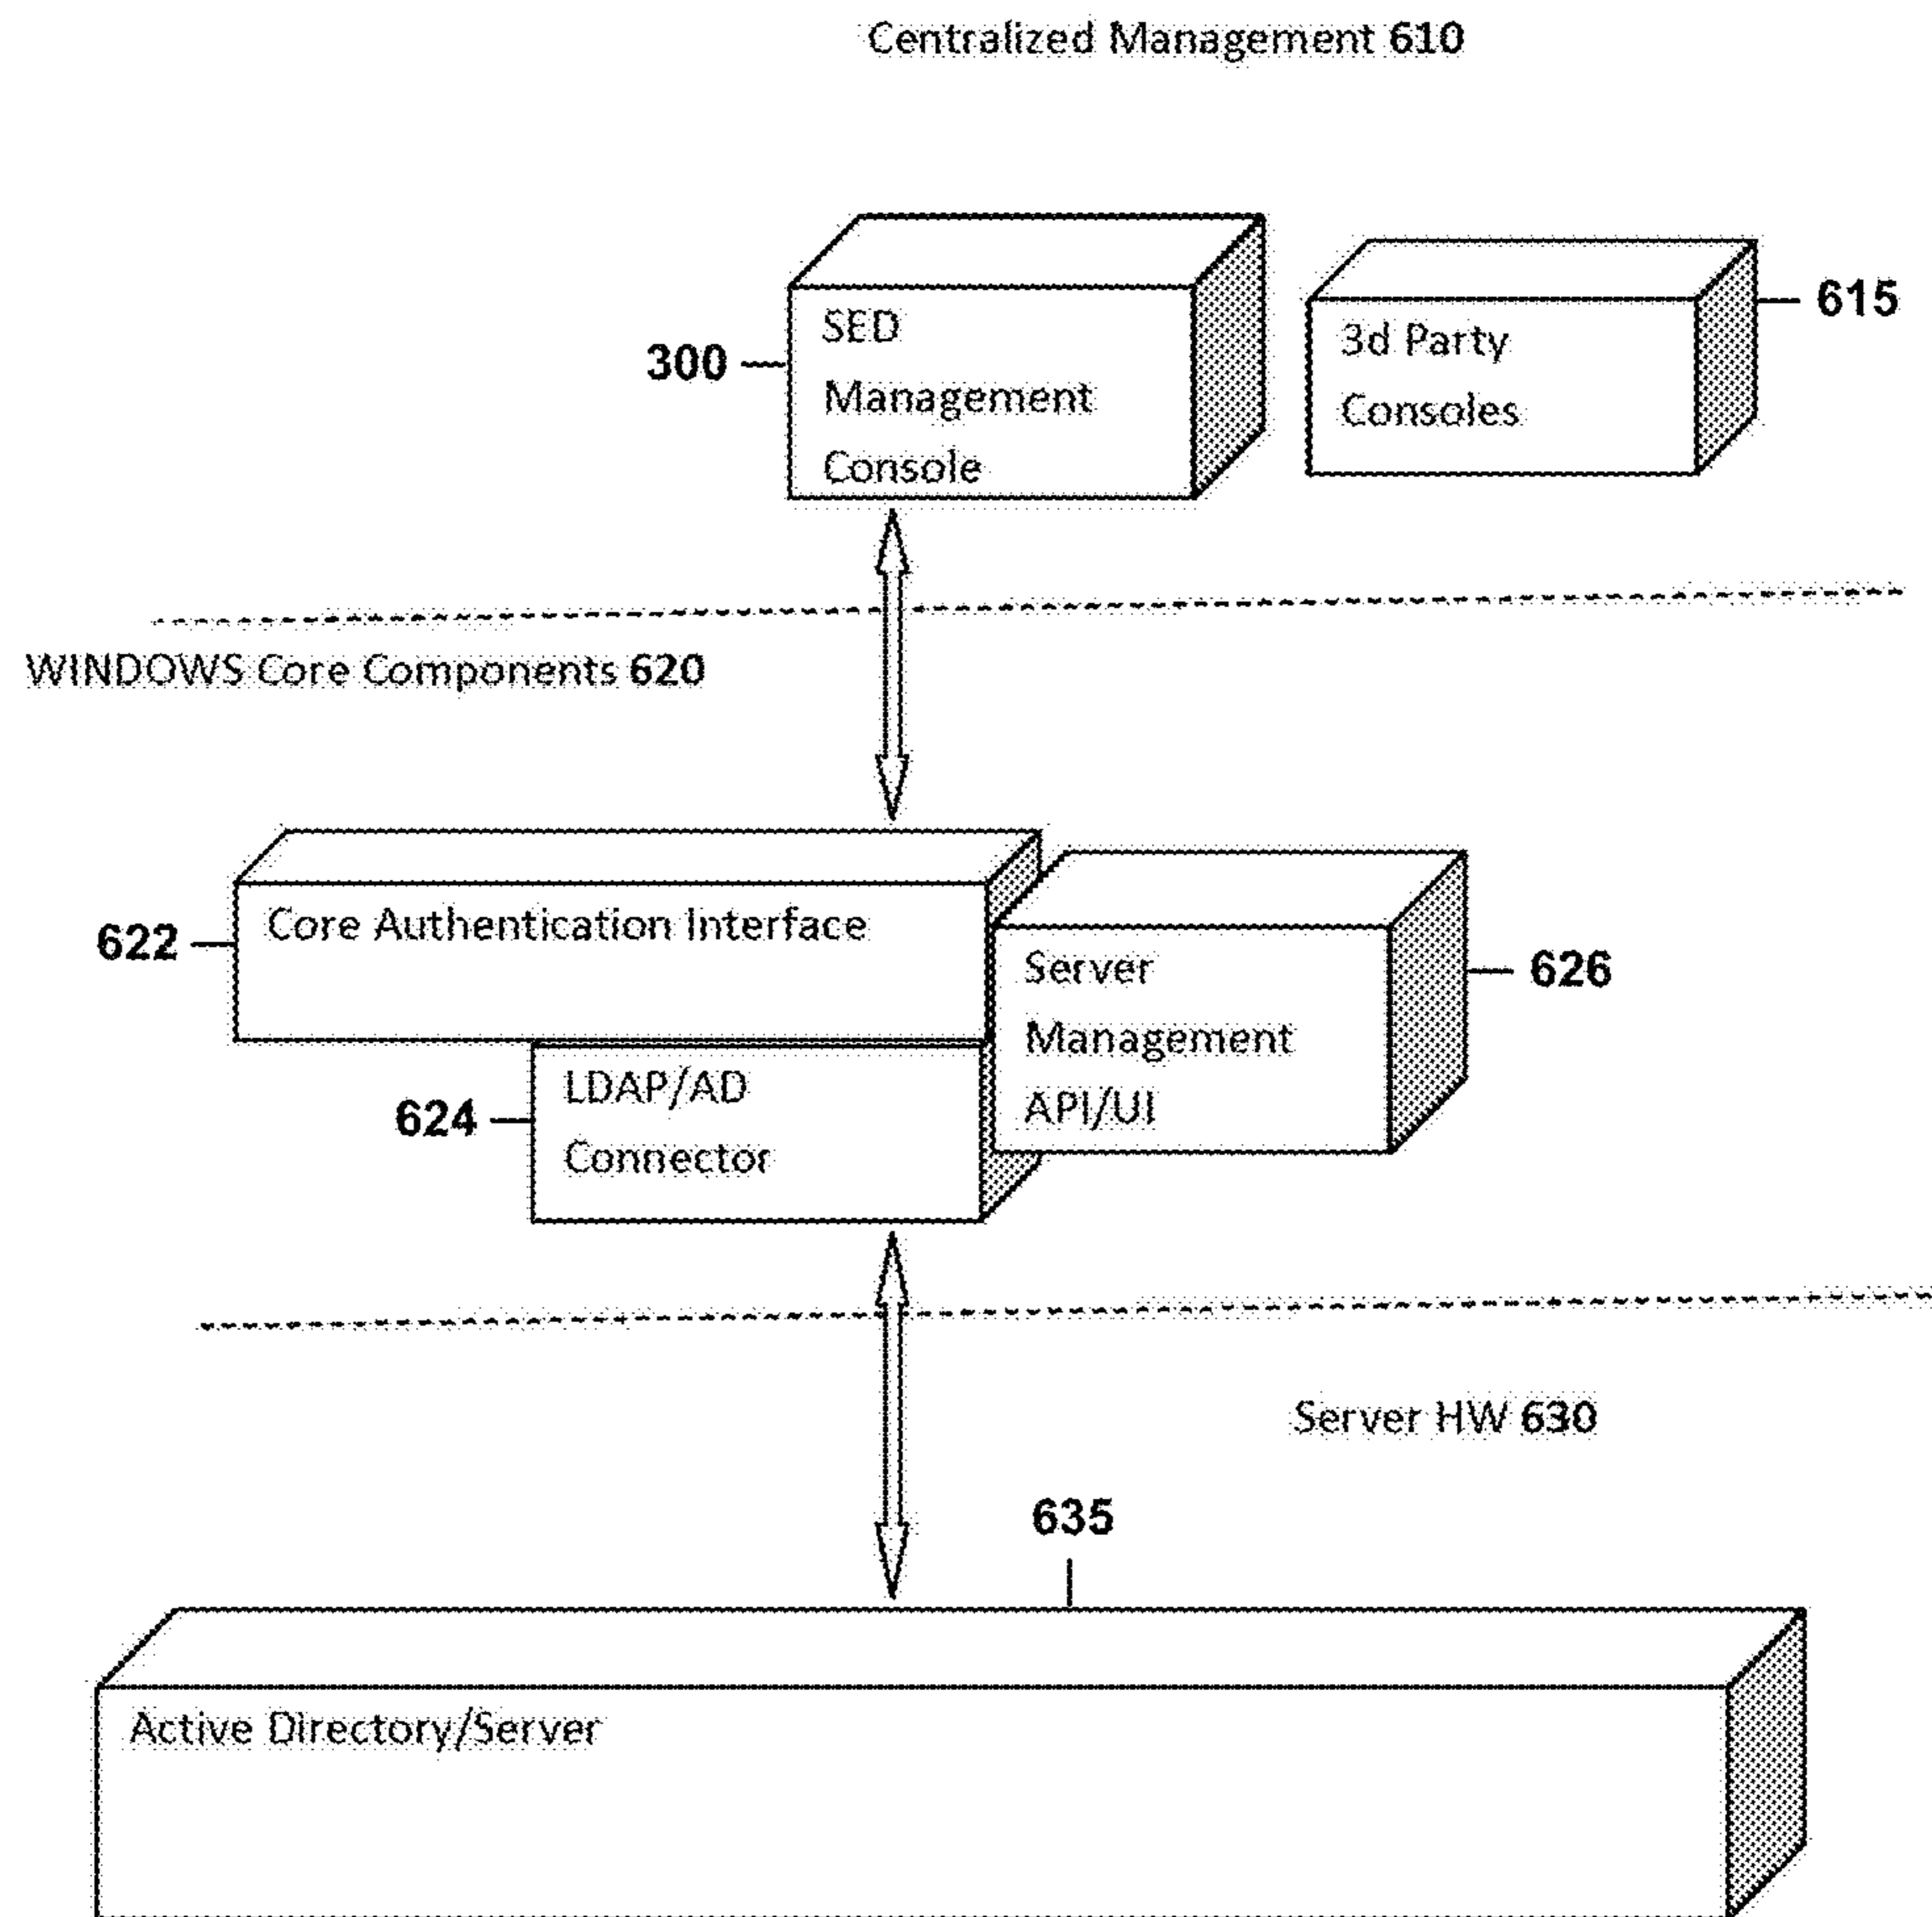 Centralized Management 610
SED
Management
Console
300
3d Party
Consoles
615
WINDOWS Core Components 620
Core Authentication Interface
622
Server
Management
API/UI
626
LDAP/AD
Connector
624
Server HW 630
635
Active Directory/Server